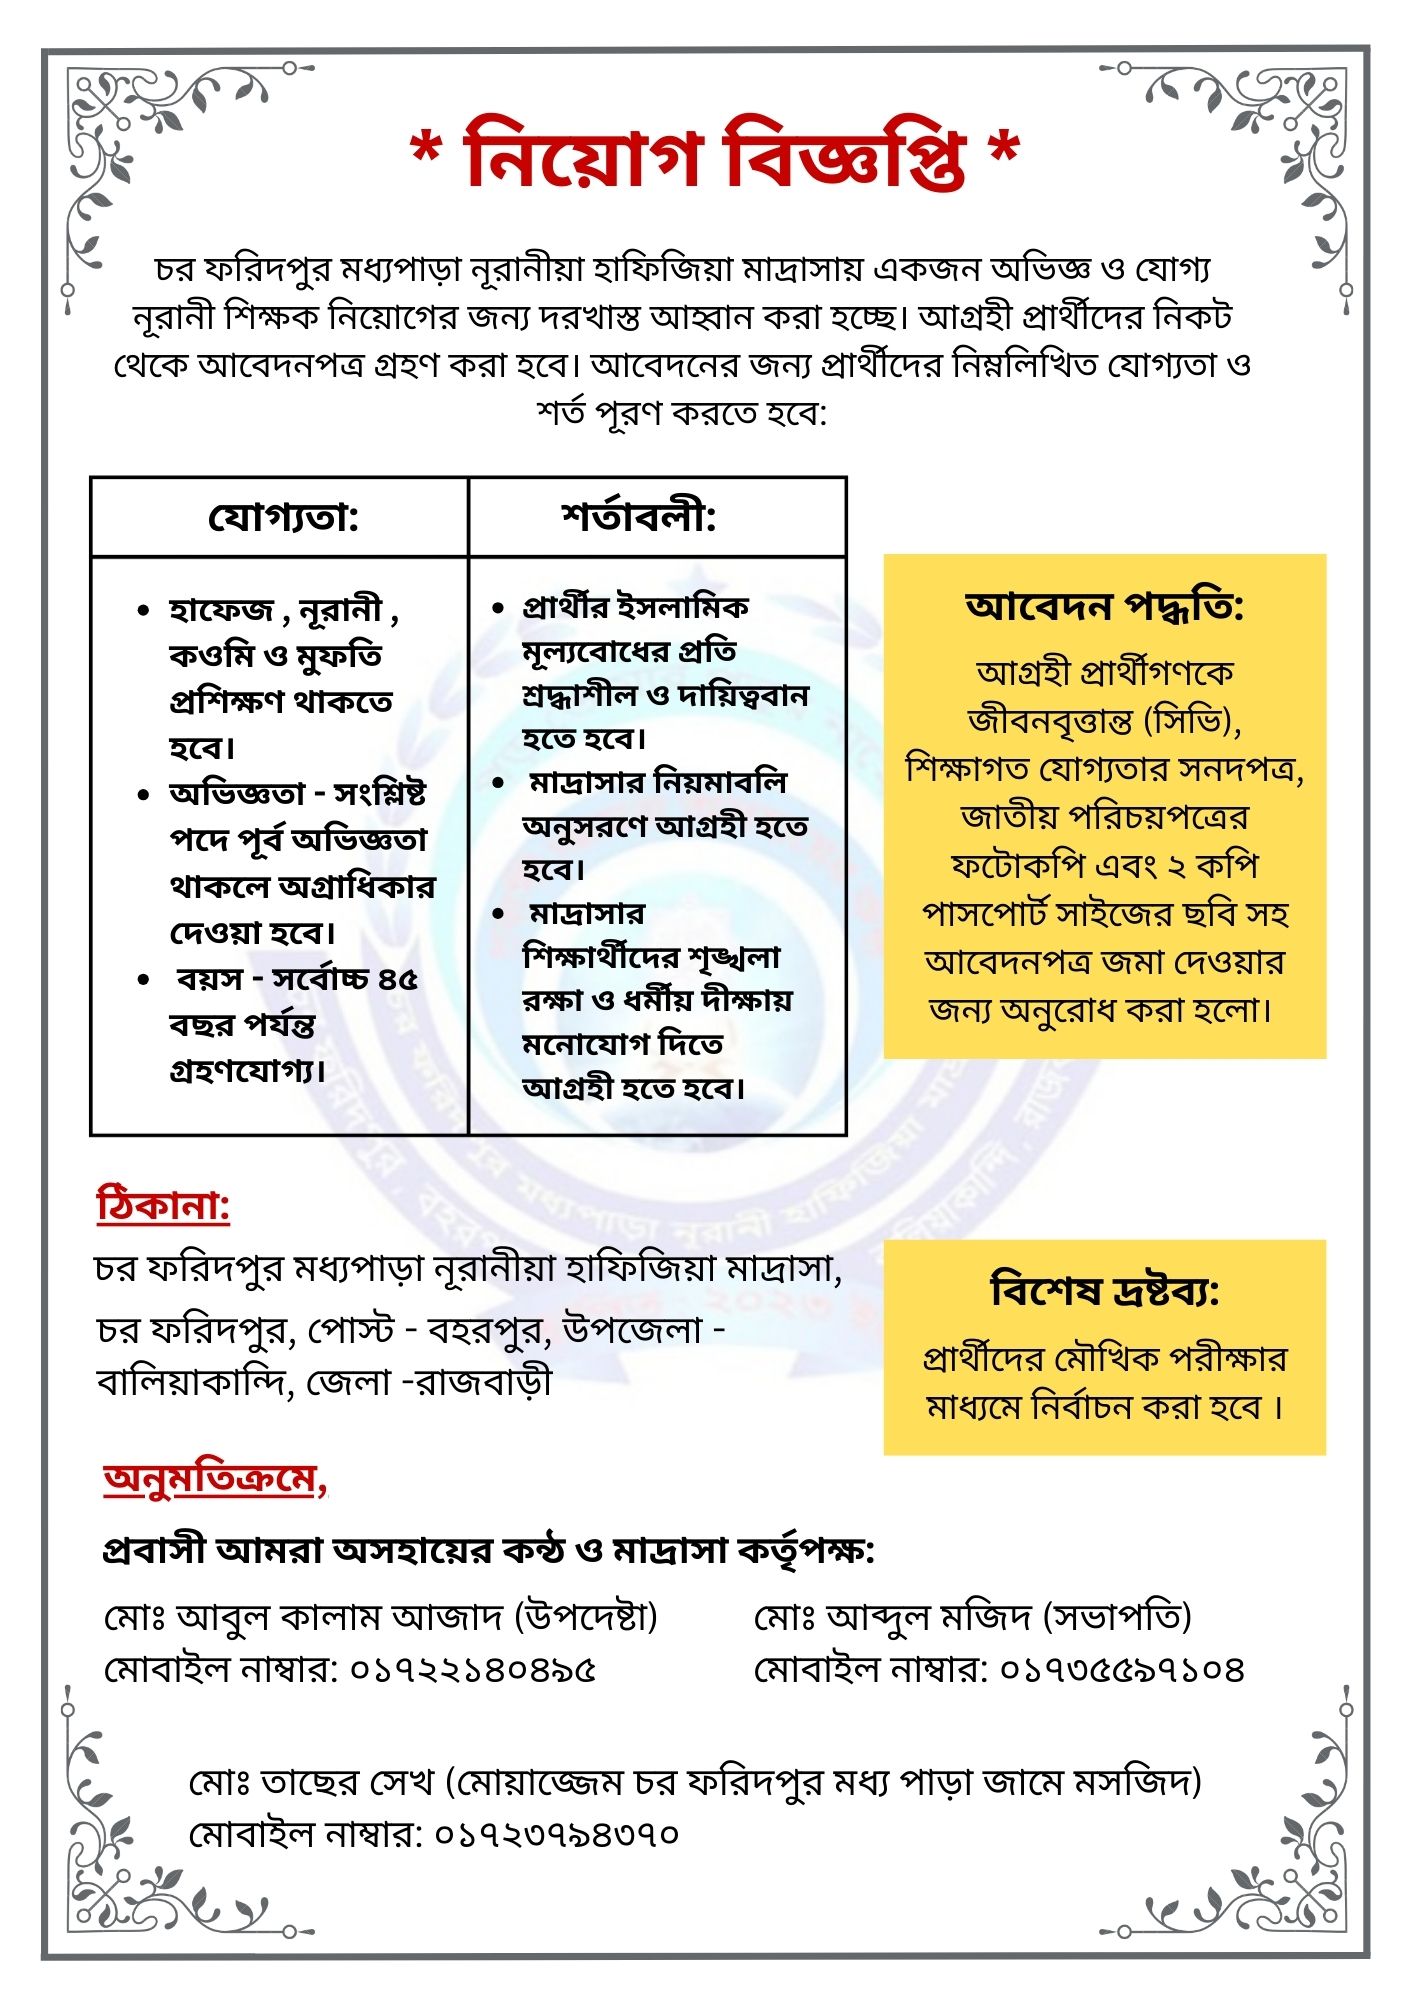 * নিয়োগ বিজ্ঞপ্তি *
চর ফরিদপুর মধ্যপাড়া নূরানীয়া হাফিজিয়া মাদ্রাসায় একজন অভিজ্ঞ ও যোগ্য
নূরানী শিক্ষক নিয়োগের জন্য দরখাস্ত আহ্বান করা হচ্ছে। আগ্রহী প্রার্থীদের নিকট
থেকে আবেদনপত্র গ্রহণ করা হবে। আবেদনের জন্য প্রার্থীদের নিম্নলিখিত যোগ্যতা ও
শর্ত পূরণ করতে হবে:
যোগ্যতা:
• হাফেজ , নূরানী ,
কওমি ও মুফতি
প্রশিক্ষণ থাকতে
হবে।
• অভিজ্ঞতা - সংশ্লিষ্ট
পদে পূর্ব অভিজ্ঞতা
থাকলে অগ্রাধিকার
দেওয়া হবে।
• বয়স - সর্বোচ্চ ৪৫
বছর পর্যন্ত
গ্রহণযোগ্য।
শর্তাবলী:
• প্রার্থীর ইসলামিক
মূল্যবোধের প্রতি
শ্রদ্ধাশীল ও দায়িত্ববান
হতে হবে।
• মাদ্রাসার নিয়মাবলি
অনুসরণে আগ্রহী হতে
হবে।
• মাদ্রাসার
শিক্ষার্থীদের শৃঙ্খলা
রক্ষা ও ধর্মীয় দীক্ষায়
মনোযোগ দিতে
আগ্রহী হতে হবে।
আবেদন পদ্ধতি:
আগ্রহী প্রার্থীগণকে
জীবনবৃত্তান্ত (সিভি),
শিক্ষাগত যোগ্যতার সনদপত্র,
জাতীয় পরিচয়পত্রের
ফটোকপি এবং ২ কপি
পাসপোর্ট সাইজের ছবি সহ
আবেদনপত্র জমা দেওয়ার
জন্য অনুরোধ করা হলো।
ঠিকানা:
চর ফরিদপুর মধ্যপাড়া নূরানীয়া হাফিজিয়া মাদ্রাসা,
চর ফরিদপুর, পোস্ট - বহরপুর, উপজেলা -
বালিয়াকান্দি, জেলা -রাজবাড়ী
বিশেষ দ্রষ্টব্য:
প্রার্থীদের মৌখিক পরীক্ষার
মাধ্যমে নির্বাচন করা হবে ।
অনুমতিক্রমে,
প্রবাসী আমরা অসহায়ের কন্ঠ ও মাদ্রাসা কর্তৃপক্ষ:
মোঃ আবুল কালাম আজাদ (উপদেষ্টা)
মোবাইল নাম্বার: ০১৭২২১৪০৪৯৫
মোঃ আব্দুল মজিদ (সভাপতি)
মোবাইল নাম্বার: ০১৭৩৫৫৯৭১০৪
মোঃ তাছের সেখ (মোয়াজ্জেম চর ফরিদপুর মধ্য পাড়া জামে মসজিদ)
মোবাইল নাম্বার: ০১৭২৩৭৯৪৩৭০